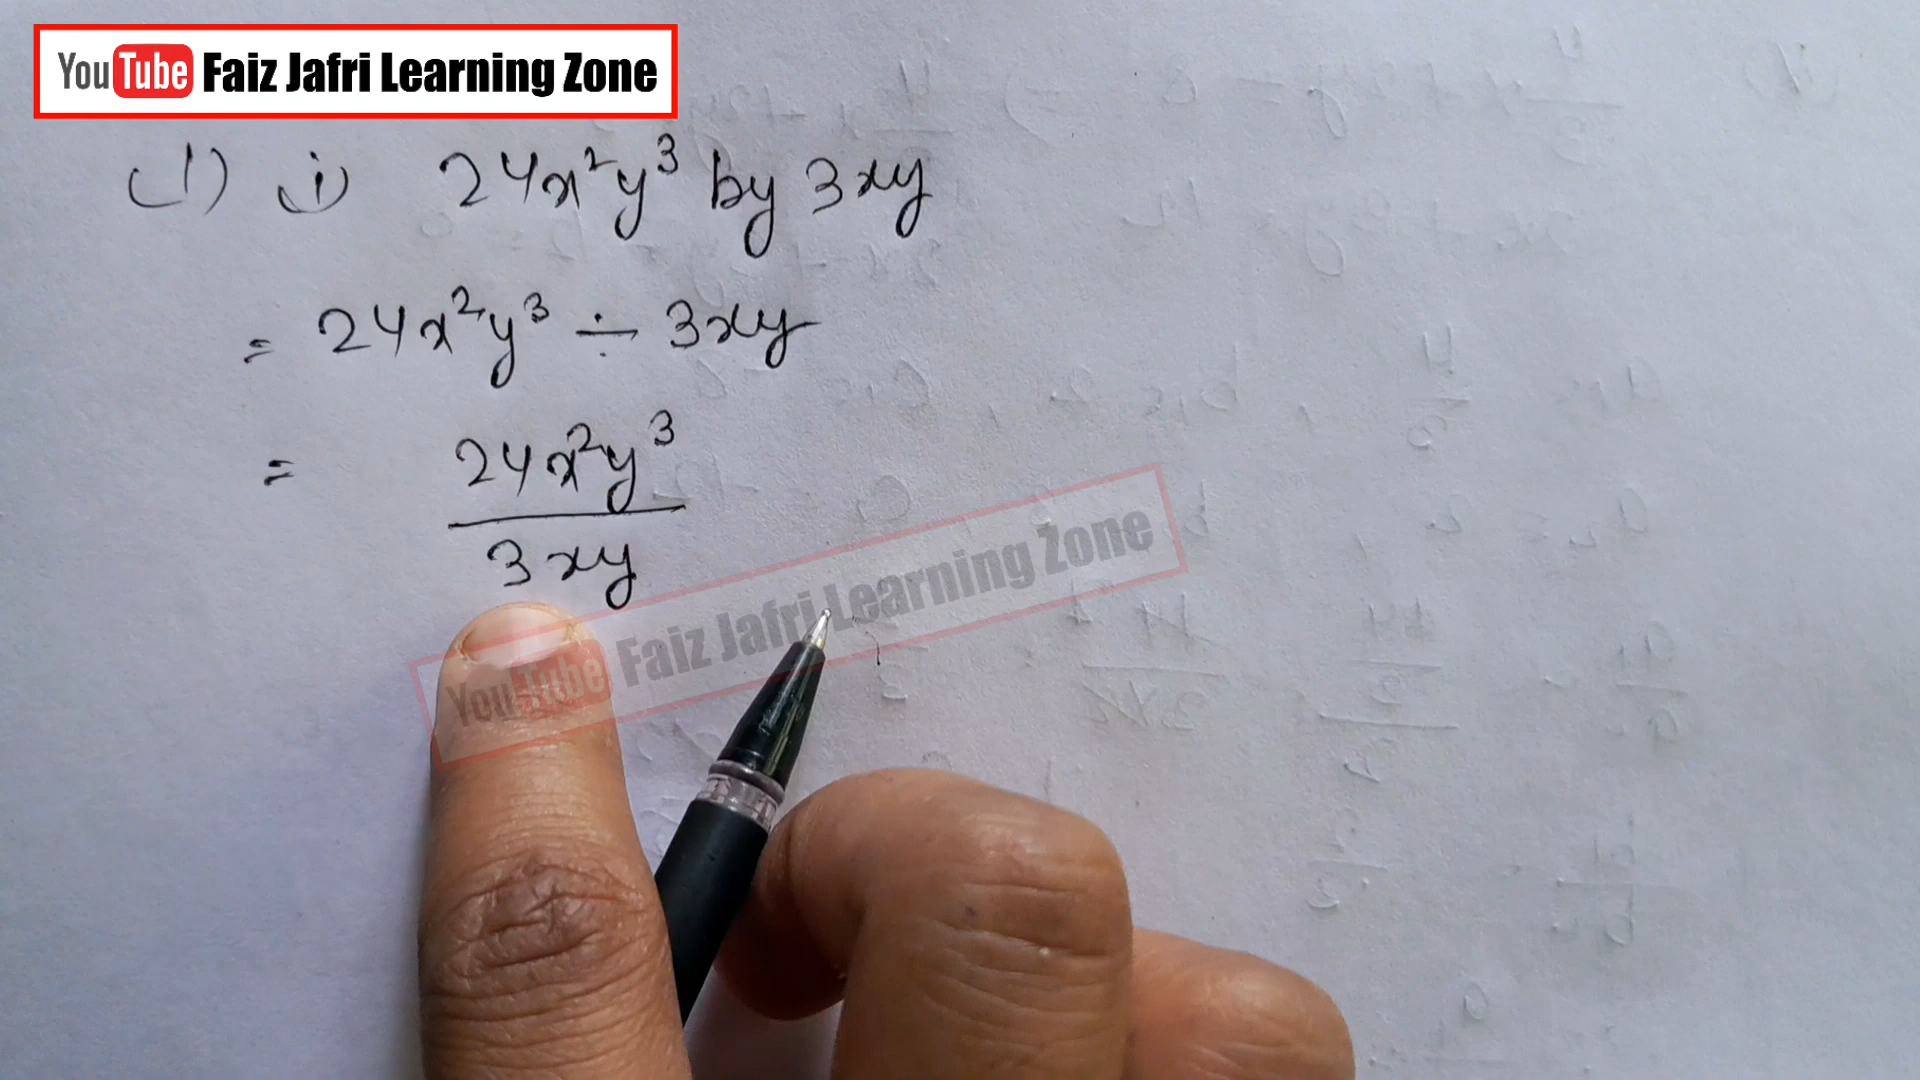 YouTube Faiz Jafri Learning Zone
(1) (i) 24x²y³ by 3xy
= 24x²y³ ÷ 3xy
= 24x²y³
3xy
YouTube Faiz Jafri Learning Zone